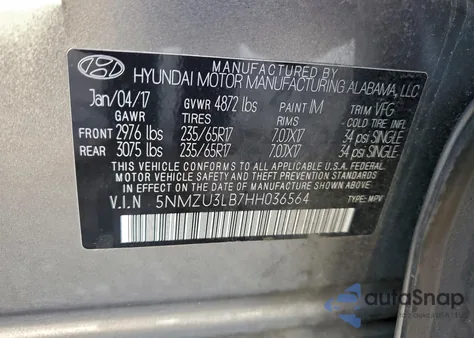 MANUFACTURED BY
HYUNDAI MOTOR MANUFACTURING ALABAMA, LLC
Jan/04/17 GVWR 4872 lbs PAINT IM TRIM VFG
GAWR TIRES RIMS COLD TIRE INFL
FRONT 2976 lbs 235/65R17 7.0JX17 34 psi SINGLE
REAR 3075 lbs 235/65R17 7.0JX17 34 psi SINGLE
THIS VEHICLE CONFORMS TO ALL APPLICABLE U.S.A. FEDERAL
MOTOR VEHICLE SAFETY AND THEFT PREVENTION STANDARDS
IN EFFECT ON THE DATE OF MANUFACTURE SHOWN ABOVE.
V.I.N 5NMZU3LB7HH036564 TYPE: MPV
autoSnap